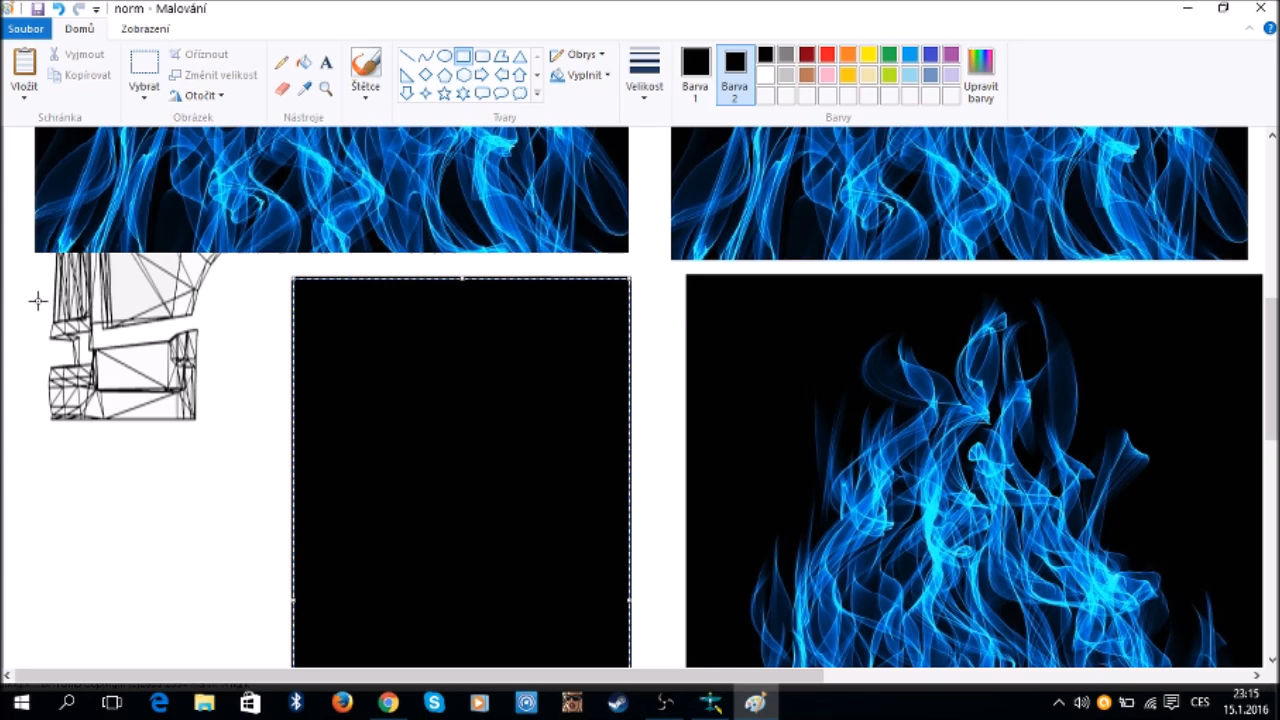 norm - Malování
Soubor Domů Zobrazení
Vložit
Vyjmout
Kopírovat
Schránka
Vybrat
Oříznout
Změnit velikost
Otočit
Obrázek
A
Nástroje
Štětce
Obrys
Výplnit
Tvary
Velikost
Barva
1
Barva
2
Upravit
barvy
Barvy
CES
23:15
15.1.2016